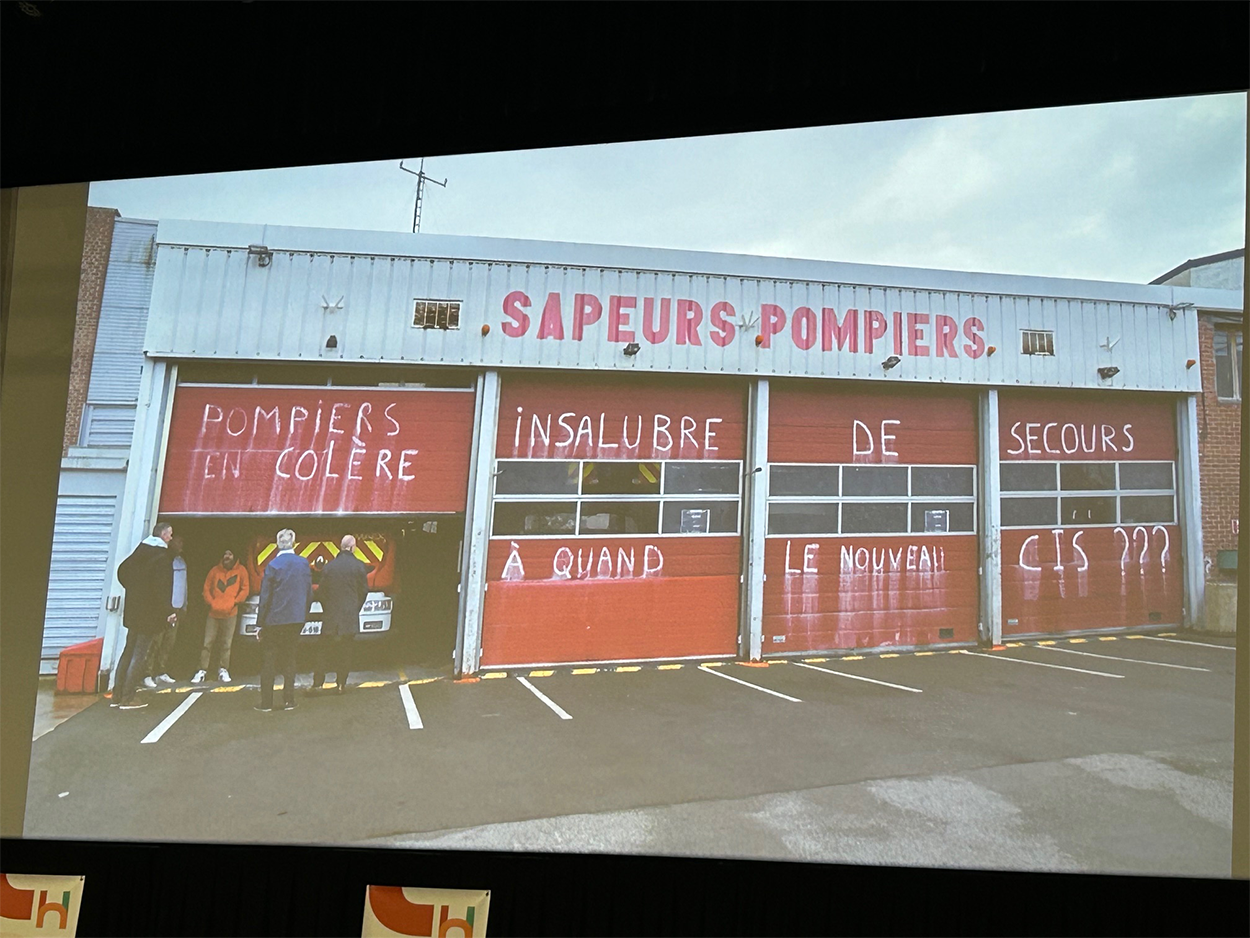 SAPEURS-POMPIERS
POMPiERS
EN COLÈRE
iNSALUBRE
À QUAND
DE
LE NOUVEAU
SECOURS
CIS ???
h
h